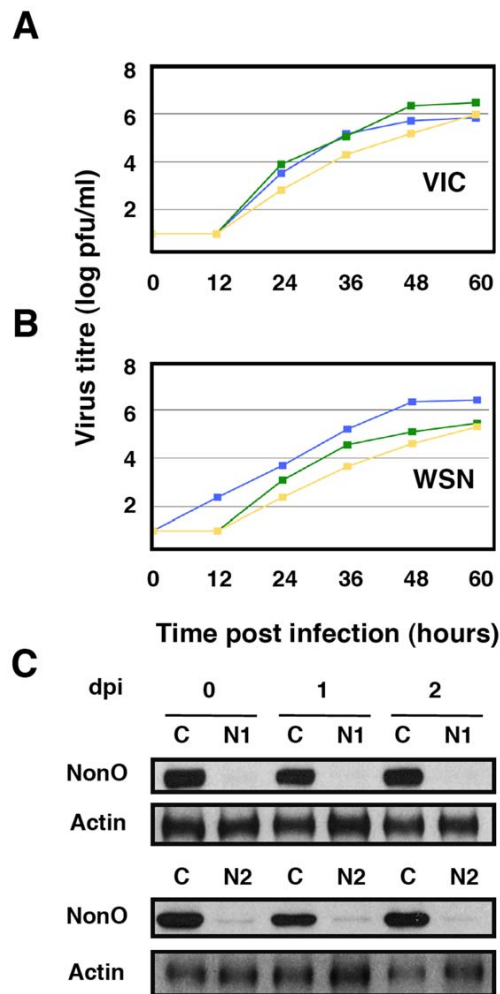 A
Virus titre (log pfu/ml)
8
6
4
2
VIC
0 12 24 36 48 60
B
8
6
4
2
WSN
0 12 24 36 48 60
Time post infection (hours)
C
dpi 0 1 2
C N1 C N1 C N1
NonO
Actin
C N2 C N2 C N2
NonO
Actin